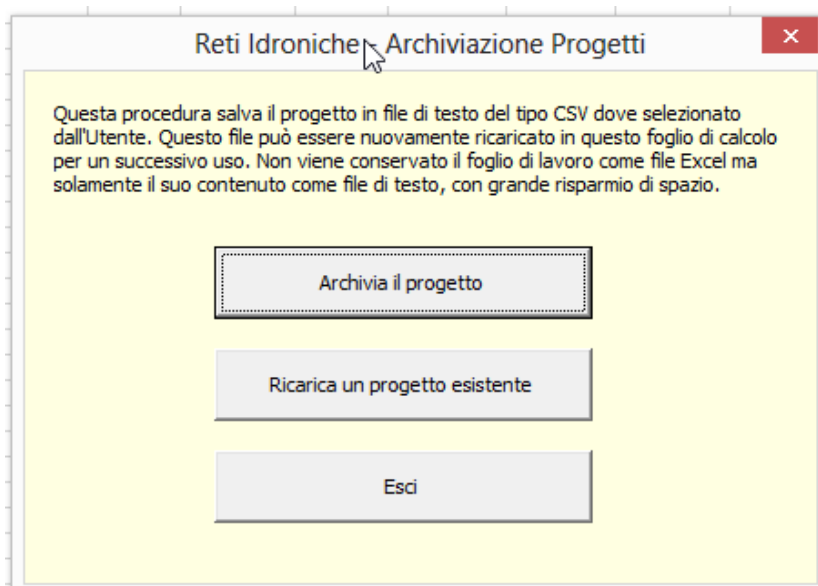 Reti Idroniche - Archiviazione Progetti
Questa procedura salva il progetto in file di testo del tipo CSV dove selezionato
dall'Utente. Questo file può essere nuovamente ricaricato in questo foglio di calcolo
per un successivo uso. Non viene conservato il foglio di lavoro come file Excel ma
solamente il suo contenuto come file di testo, con grande risparmio di spazio.
Archivia il progetto
Ricarica un progetto esistente
Esci